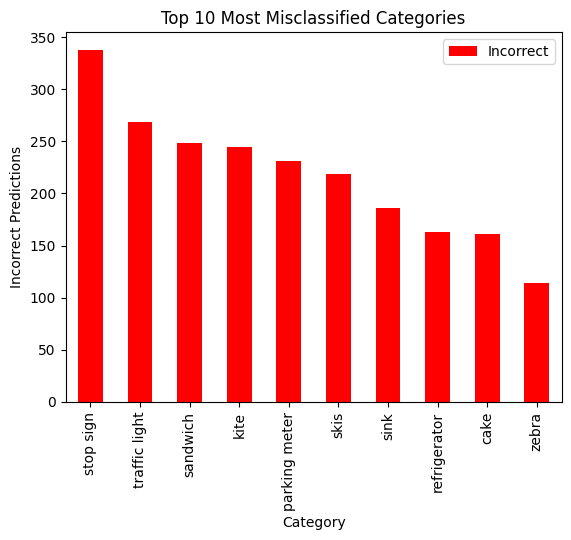 Top 10 Most Misclassified Categories
Incorrect
Incorrect Predictions
350
300
250
200
150
100
50
0
stop sign
traffic light
sandwich
kite
parking meter
skis
sink
refrigerator
cake
zebra
Category